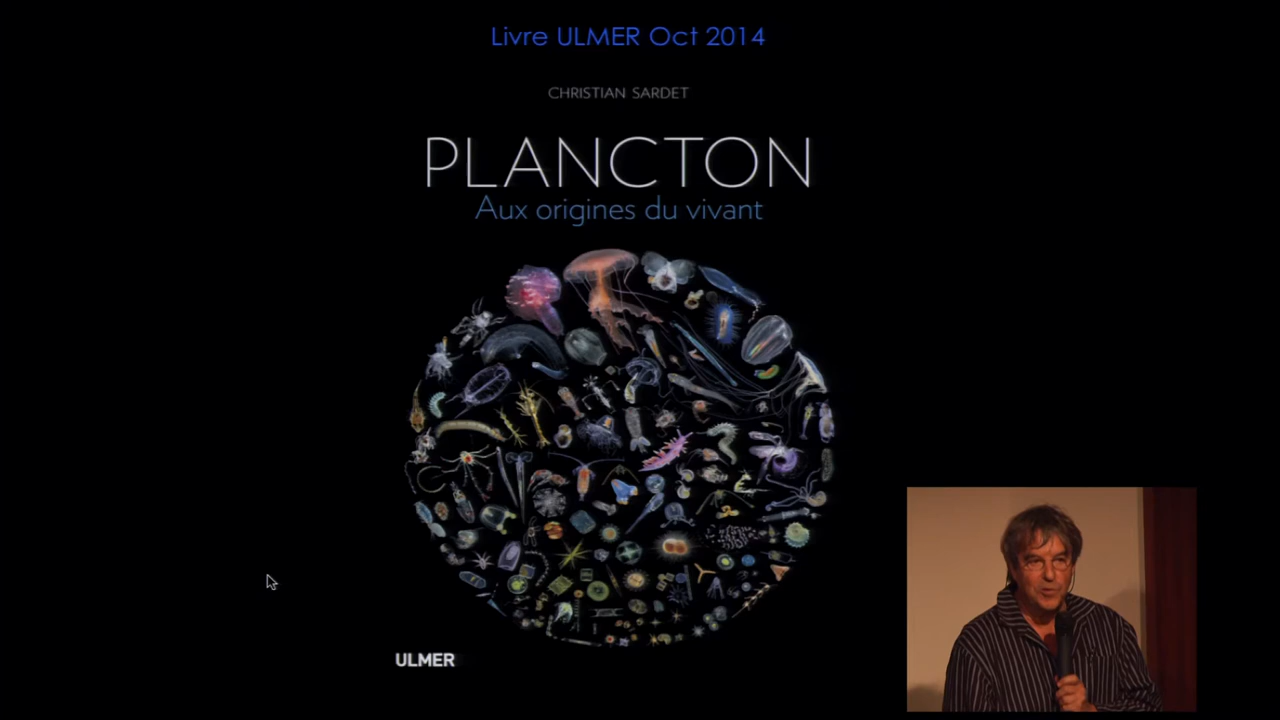 Livre ULMER Oct 2014
CHRISTIAN SARDET
PLANCTON
Aux origines du vivant
ULMER